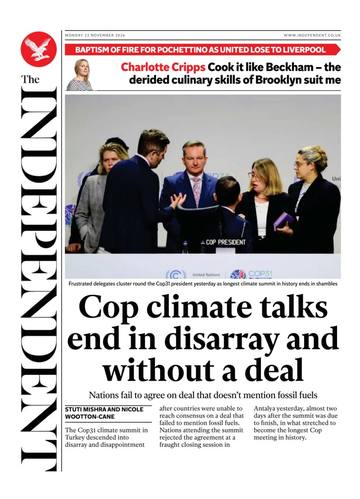 MONDAY 23 NOVEMBER 2026
WWW.INDEPENDENT.CO.UK
BAPTISM OF FIRE FOR POCHETTINO AS UNITED LOSE TO LIVERPOOL
Charlotte Cripps Cook it like Beckham – the
derided culinary skills of Brooklyn suit me
The
INDEPENDENT
COP PRESIDENT
United Nations
COP31
Frustrated delegates cluster round the Cop31 president yesterday as longest climate summit in history ends in shambles
Cop climate talks
end in disarray and
without a deal
Nations fail to agree on deal that doesn't mention fossil fuels
STUTI MISHRA AND NICOLE
WOOTTON-CANE
The Cop31 climate summit in
Turkey descended into
disarray and disappointment
after countries were unable to
reach consensus on a deal that
failed to mention fossil fuels.
Nations attending the summit
rejected the agreement at a
fraught closing session in
Antalya yesterday, almost two
days after the summit was due
to finish, in what stretched to
become the longest Cop
meeting in history.